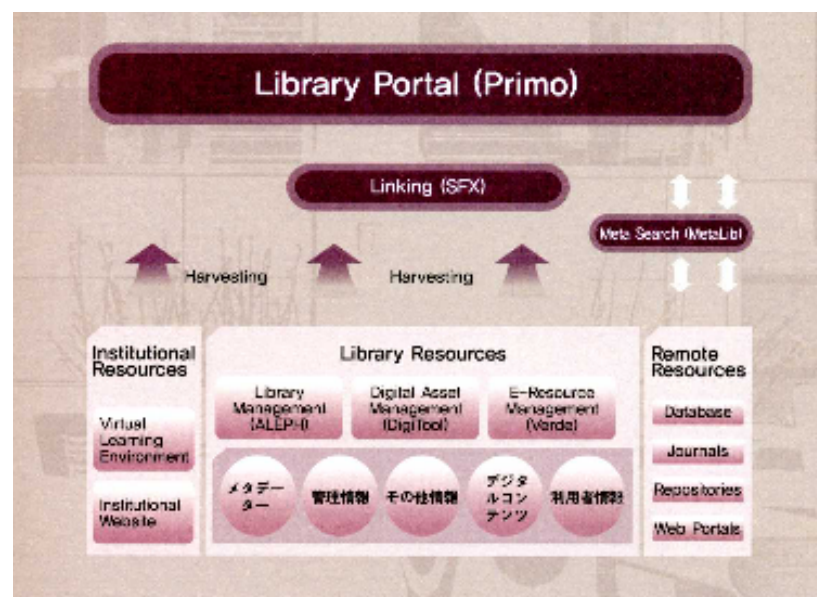 Library Portal (Primo)
Linking (SFX)
Meta Search (MetaLib)
Harvesting
Harvesting
Institutional
Resources
Virtual
Learning
Environment
Institutional
Website
Library Resources
Library
Management
(ALEPH)
Digital Asset
Management
(DigiTool)
E-Resource
Management
(Verde)
メタデー
ター
管理情報
その他情報
デジタ
ルコン
テンツ
利用者情報
Remote
Resources
Database
Journals
Repositories
Web Portals